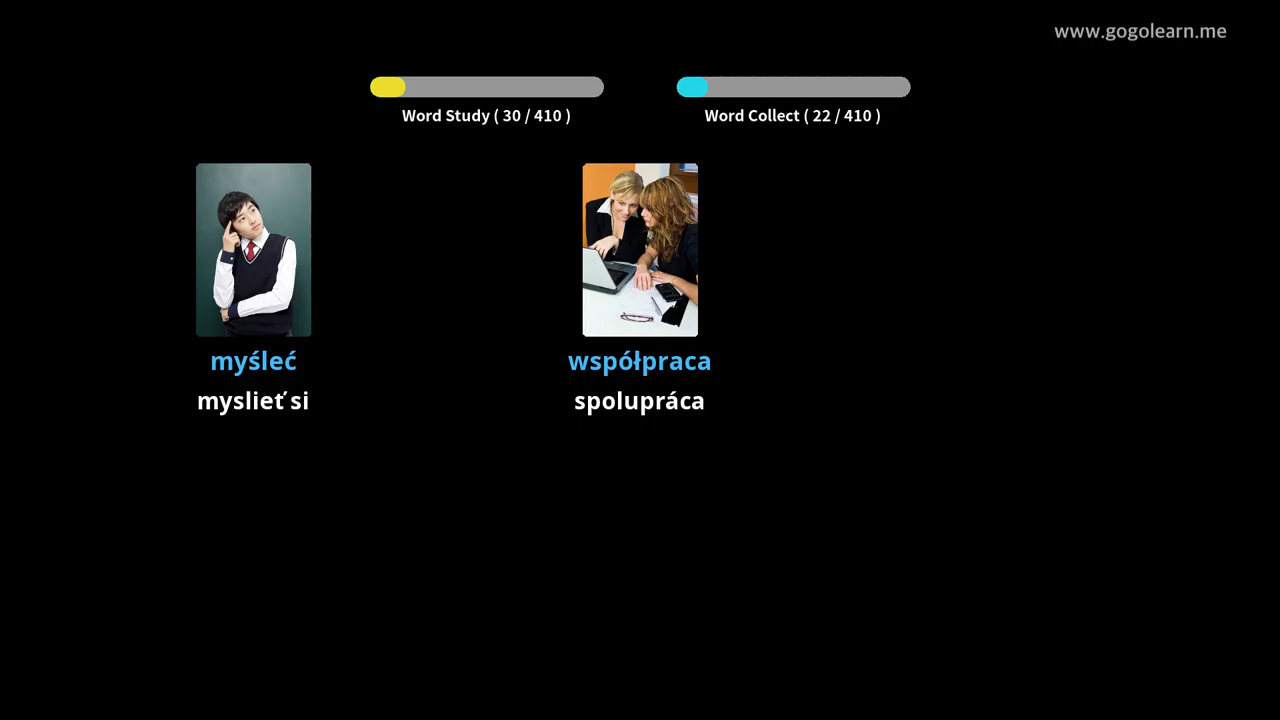 www.gogolearn.me
Word Study ( 30 / 410 )
Word Collect ( 22 / 410 )
myśleć
myslieť si
współpraca
spolupráca